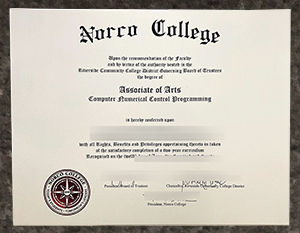 Norco College
Upon the recommendation of the Faculty
and by virtue of the authority vested in the
Riverside Community College District Governing Board of Trustees
the degree of
Associate of Arts
Computer Numerical Control Programming
is hereby conferred upon
with all Rights, Benefits and Privileges appertaining thereto in token
of the satisfactory completion of a two year curriculum
Recognized on the
President, Board of Trustees
Chancellor, Riverside Community College District
President, Norco College
NORCO COLLEGE